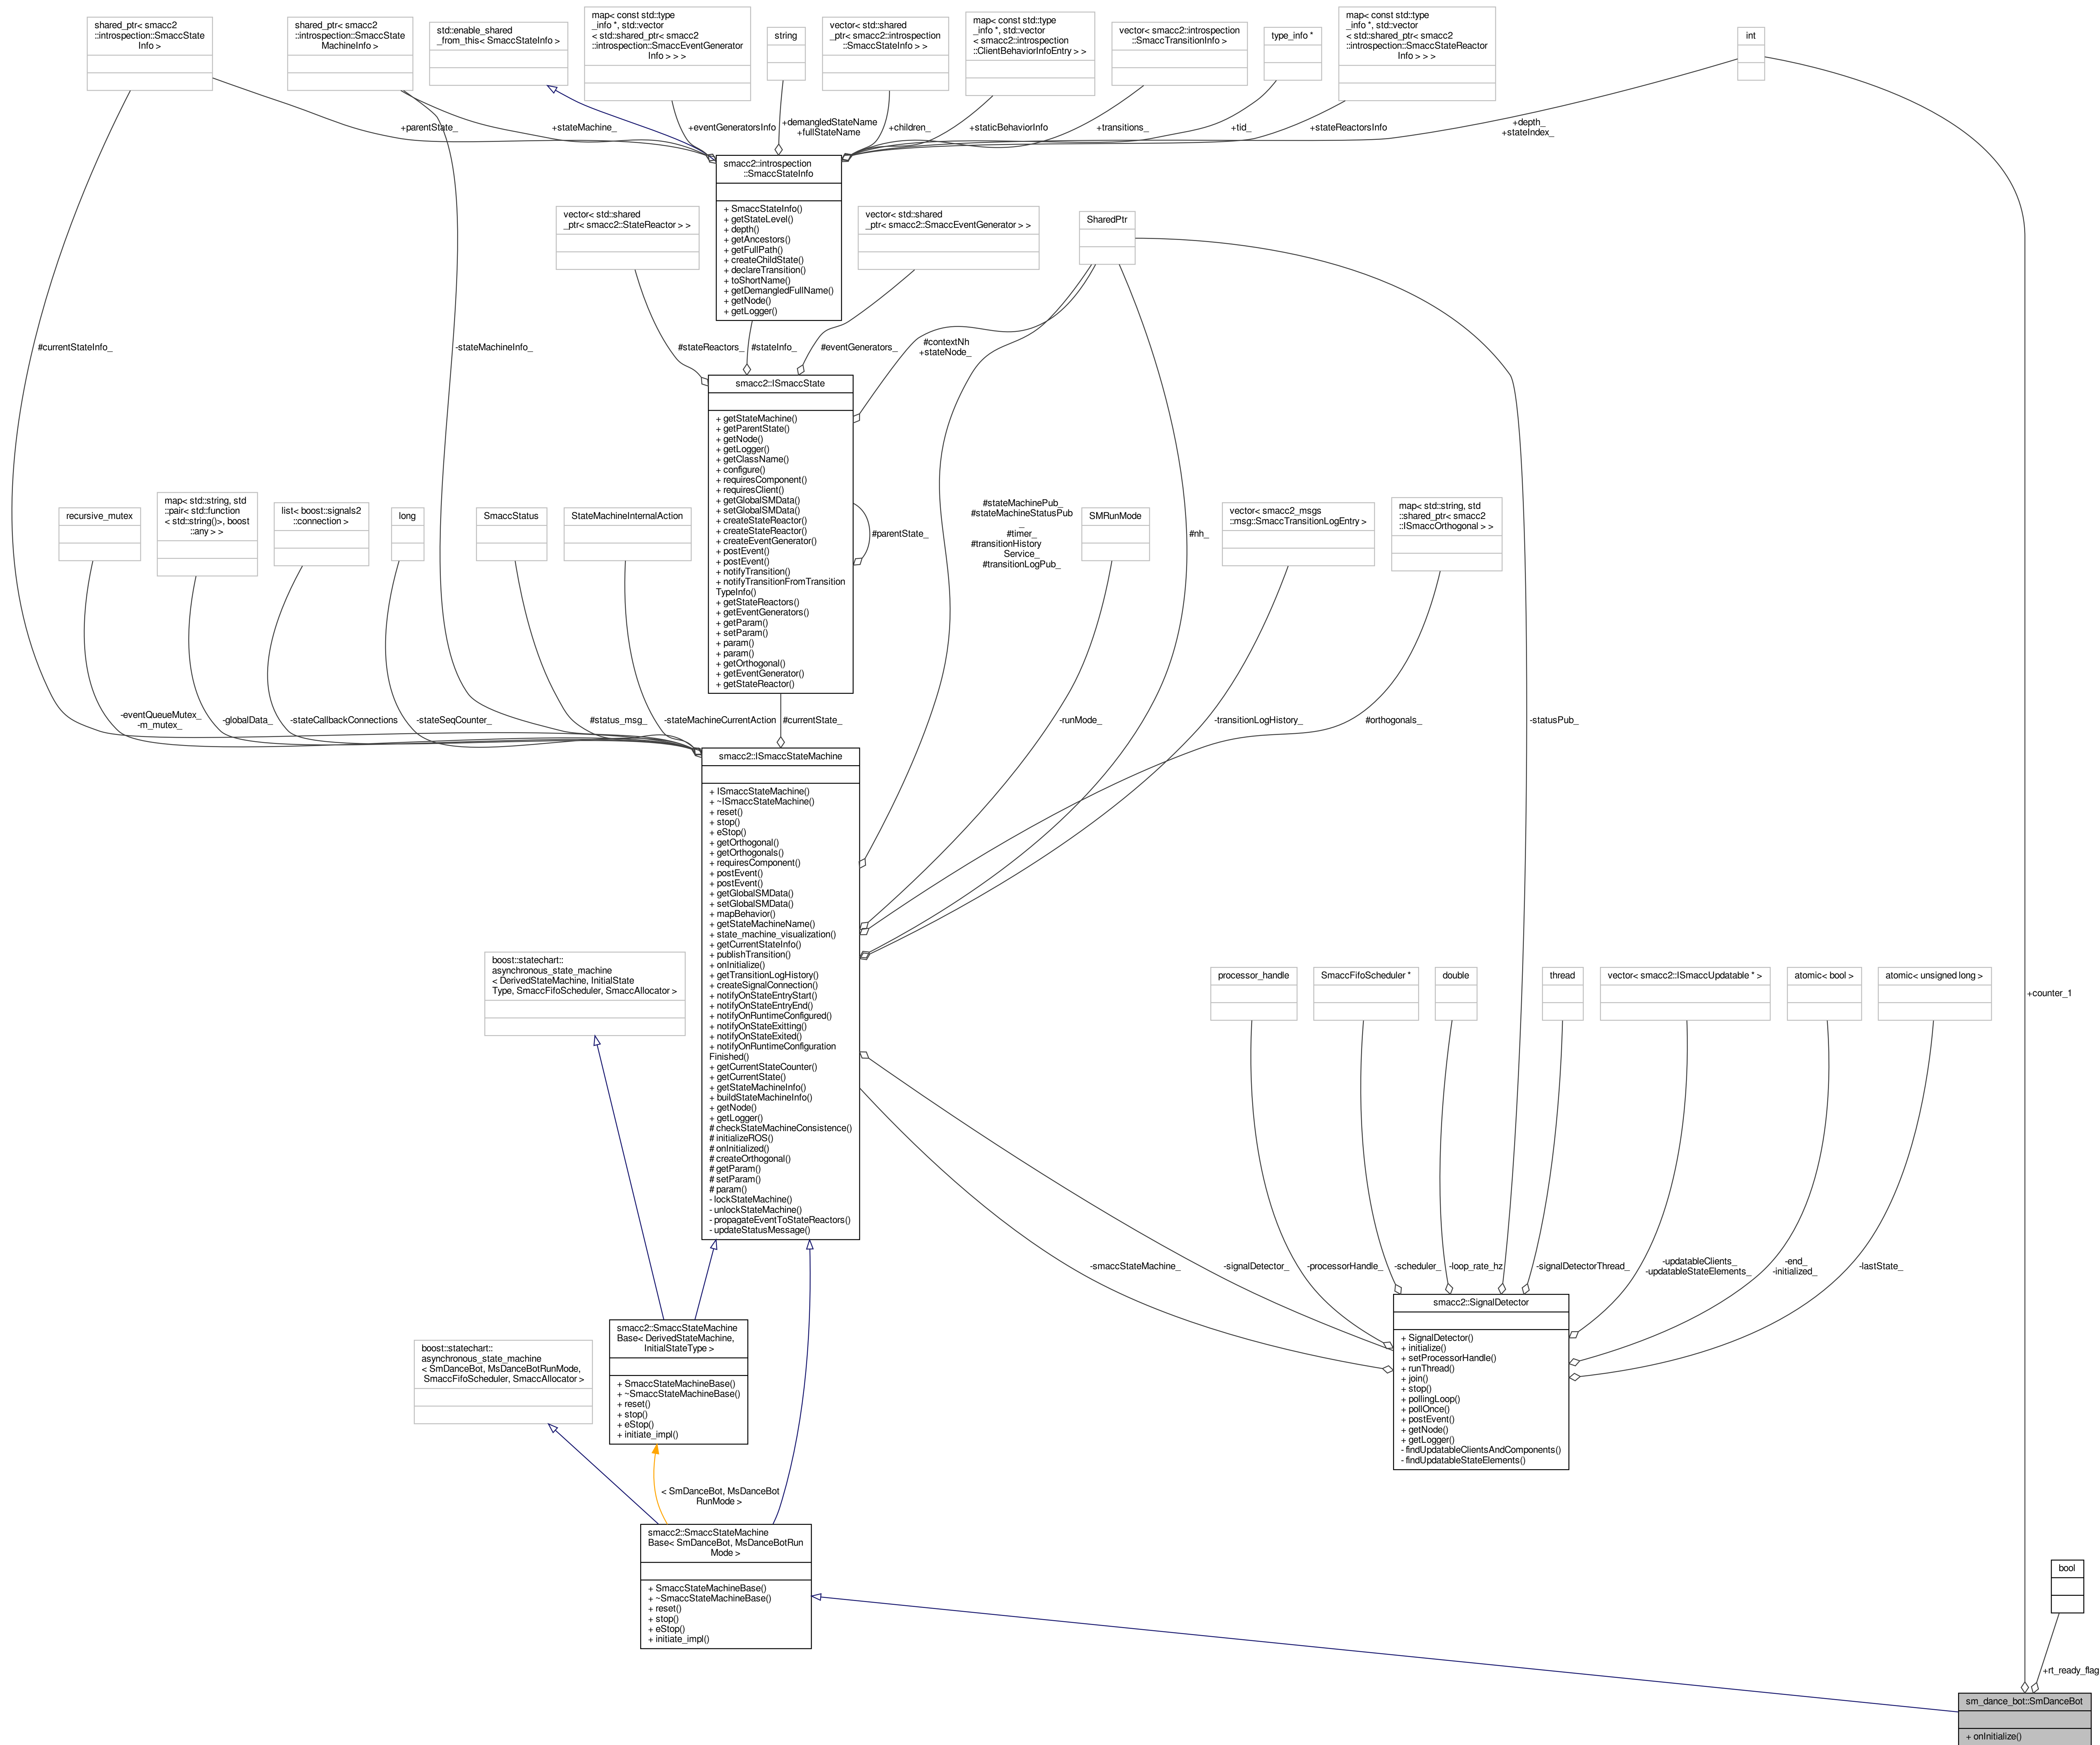 shared_ptr< smacc2
::introspection::SmaccState
Info >
shared_ptr< smacc2
::introspection::SmaccState
MachineInfo >
std::enable_shared
_from_this< SmaccStateInfo >
map< const std::type
_info *, std::vector
< std::shared_ptr< smacc2
::introspection::SmaccEventGenerator
Info > > >
string
vector< std::shared
_ptr< smacc2::introspection
::SmaccStateInfo > >
map< const std::type
_info *, std::vector
< smacc2::introspection
::ClientBehaviorInfoEntry > >
vector< smacc2::introspection
::SmaccTransitionInfo >
type_info *
map< const std::type
_info *, std::vector
< std::shared_ptr< smacc2
::introspection::SmaccStateReactor
Info > > >
int
+parentState_
+stateMachine_
+eventGeneratorsInfo
+demangledStateName
+fullStateName
+children_
+staticBehaviorInfo
+transitions_
+tid_
+stateReactorsInfo
+depth_
+stateIndex_
smacc2::introspection
::SmaccStateInfo
+ SmaccStateInfo()
+ getStateLevel()
+ depth()
+ getAncestors()
+ getFullPath()
+ createChildState()
+ declareTransition()
+ toShortName()
+ getDemangledFullName()
+ getNode()
+ getLogger()
vector< std::shared
_ptr< smacc2::StateReactor > >
vector< std::shared
_ptr< smacc2::SmaccEventGenerator > >
SharedPtr
#currentStateInfo_
-stateMachineInfo_
#stateReactors_
#stateInfo_
#eventGenerators_
#contextNh
+stateNode_
smacc2::ISmaccState
+ getStateMachine()
+ getParentState()
+ getNode()
+ getLogger()
+ getClassName()
+ configure()
+ requiresComponent()
+ requiresClient()
+ getGlobalSMData()
+ setGlobalSMData()
+ createStateReactor()
+ createStateReactor()
+ createEventGenerator()
+ postEvent()
+ postEvent()
+ notifyTransition()
+ notifyTransitionFromTransition
TypeInfo()
+ getStateReactors()
+ getEventGenerators()
+ getParam()
+ setParam()
+ param()
+ param()
+ getOrthogonal()
+ getEventGenerator()
+ getStateReactor()
#parentState_
recursive_mutex
map< std::string, std
::pair< std::function
< std::string()>, boost
::any > >
list< boost::signals2
::connection >
long
SmaccStatus
StateMachineInternalAction
#stateMachinePub_
#stateMachineStatusPub
_
#timer_
#transitionHistory
Service_
#transitionLogPub_
SMRunMode
#nh_
vector< smacc2_msgs
::msg::SmaccTransitionLogEntry >
map< std::string, std
::shared_ptr< smacc2
::ISmaccOrthogonal > >
-eventQueueMutex_
-m_mutex_
-globalData_
-stateCallbackConnections
-stateSeqCounter_
#status_msg_
-stateMachineCurrentAction
#currentState_
-runMode_
-transitionLogHistory_
#orthogonals_
-statusPub_
smacc2::ISmaccStateMachine
+ ISmaccStateMachine()
+ ~ISmaccStateMachine()
+ reset()
+ stop()
+ eStop()
+ getOrthogonal()
+ getOrthogonals()
+ requiresComponent()
+ postEvent()
+ postEvent()
+ getGlobalSMData()
+ setGlobalSMData()
+ mapBehavior()
+ getStateMachineName()
+ state_machine_visualization()
+ getCurrentStateInfo()
+ publishTransition()
+ onInitialize()
+ getTransitionLogHistory()
+ createSignalConnection()
+ notifyOnStateEntryStart()
+ notifyOnStateEntryEnd()
+ notifyOnRuntimeConfigured()
+ notifyOnStateExitting()
+ notifyOnStateExited()
+ notifyOnRuntimeConfiguration
Finished()
+ getCurrentStateCounter()
+ getCurrentState()
+ getStateMachineInfo()
+ buildStateMachineInfo()
+ getNode()
+ getLogger()
# checkStateMachineConsistence()
# initializeROS()
# onInitialized()
# createOrthogonal()
# getParam()
# setParam()
# param()
- lockStateMachine()
- unlockStateMachine()
- propagateEventToStateReactors()
- updateStatusMessage()
boost::statechart::
asynchronous_state_machine
< DerivedStateMachine, InitialState
Type, SmaccFifoScheduler, SmaccAllocator >
processor_handle
SmaccFifoScheduler *
double
thread
vector< smacc2::ISmaccUpdatable * >
atomic< bool >
atomic< unsigned long >
+counter_1
-smaccStateMachine_
-signalDetector_
-processorHandle_
-scheduler_
-loop_rate_hz
-signalDetectorThread_
-updatableClients_
-updatableStateElements_
-end_
-initialized_
-lastState_
smacc2::SignalDetector
+ SignalDetector()
+ initialize()
+ setProcessorHandle()
+ runThread()
+ join()
+ stop()
+ pollingLoop()
+ pollOnce()
+ postEvent()
+ getNode()
+ getLogger()
- findUpdatableClientsAndComponents()
- findUpdatableStateElements()
smacc2::SmaccStateMachine
Base< DerivedStateMachine,
InitialStateType >
+ SmaccStateMachineBase()
+ ~SmaccStateMachineBase()
+ reset()
+ stop()
+ eStop()
+ initiate_impl()
boost::statechart::
asynchronous_state_machine
< SmDanceBot, MsDanceBotRunMode,
SmaccFifoScheduler, SmaccAllocator >
< SmDanceBot, MsDanceBot
RunMode >
smacc2::SmaccStateMachine
Base< SmDanceBot, MsDanceBotRun
Mode >
+ SmaccStateMachineBase()
+ ~SmaccStateMachineBase()
+ reset()
+ stop()
+ eStop()
+ initiate_impl()
bool
+rt_ready_flag
sm_dance_bot::SmDanceBot
+ onInitialize()